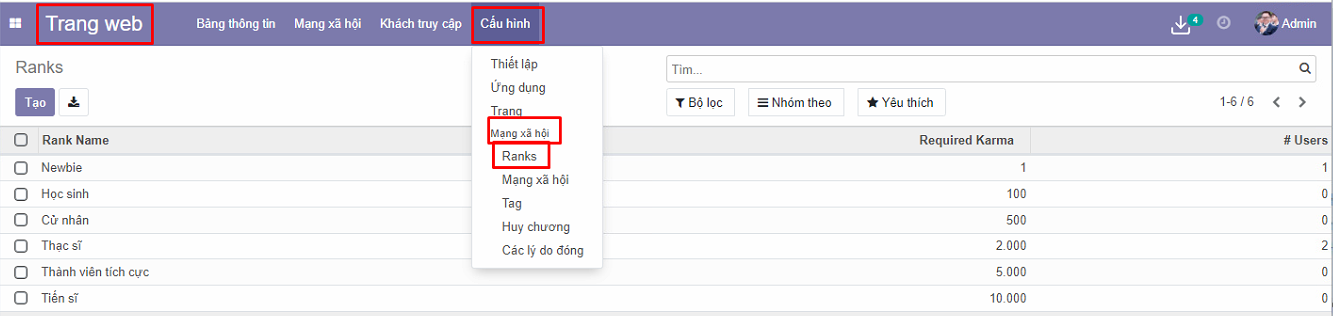 Trang web Bảng thông tin Mạng xã hội Khách truy cập Cấu hình 4 Admin
Ranks
Tìm...
Tạo
Bộ lọc Nhóm theo Yêu thích 1-6 / 6
Thiết lập
Ứng dụng
Trang
Mạng xã hội
Ranks
Mạng xã hội
Tag
Huy chương
Các lý do đóng
Rank Name Required Karma # Users
Newbie 1 1
Học sinh 100 0
Cử nhân 500 0
Thạc sĩ 2.000 2
Thành viên tích cực 5.000 0
Tiến sĩ 10.000 0